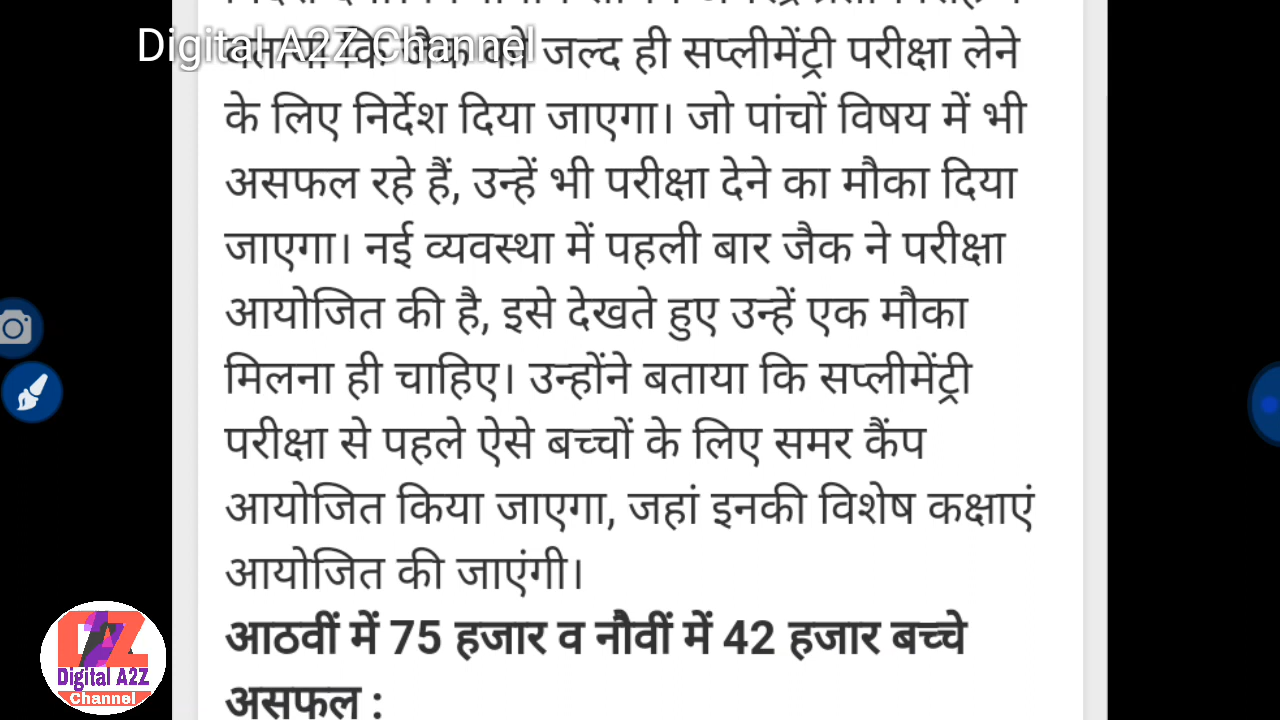 Digital A2Z Channel
जल्द ही सप्लीमेंट्री परीक्षा लेने
के लिए निर्देश दिया जाएगा। जो पांचों विषय में भी
असफल रहे हैं, उन्हें भी परीक्षा देने का मौका दिया
जाएगा। नई व्यवस्था में पहली बार जैक ने परीक्षा
आयोजित की है, इसे देखते हुए उन्हें एक मौका
मिलना ही चाहिए। उन्होंने बताया कि सप्लीमेंट्री
परीक्षा से पहले ऐसे बच्चों के लिए समर कैंप
आयोजित किया जाएगा, जहां इनकी विशेष कक्षाएं
आयोजित की जाएंगी।
आठवीं में 75 हजार व नौवीं में 42 हजार बच्चे
असफल :
Digital A2Z
Channel